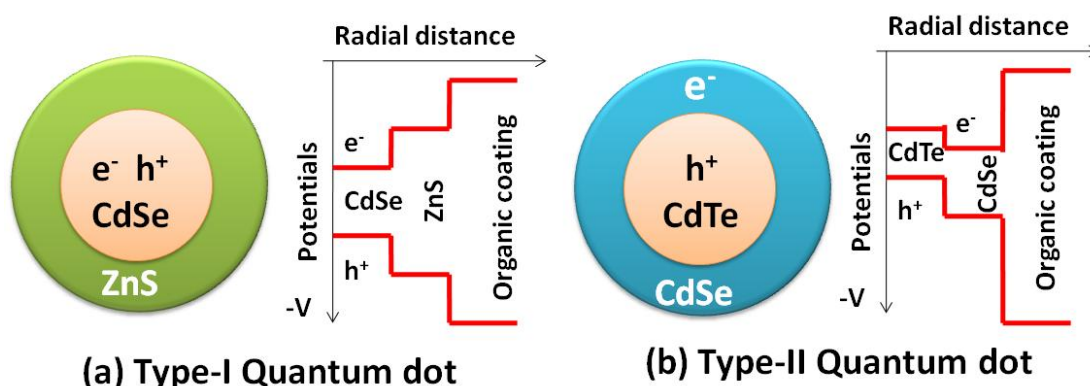 Radial distance
e⁻ h⁺
CdSe
ZnS
Potentials
e⁻
CdSe
ZnS
Organic coating
h⁺
-V
(a) Type-I Quantum dot
Radial distance
e⁻
h⁺
CdTe
CdSe
Potentials
e⁻
CdTe
CdSe
Organic coating
h⁺
-V
(b) Type-II Quantum dot